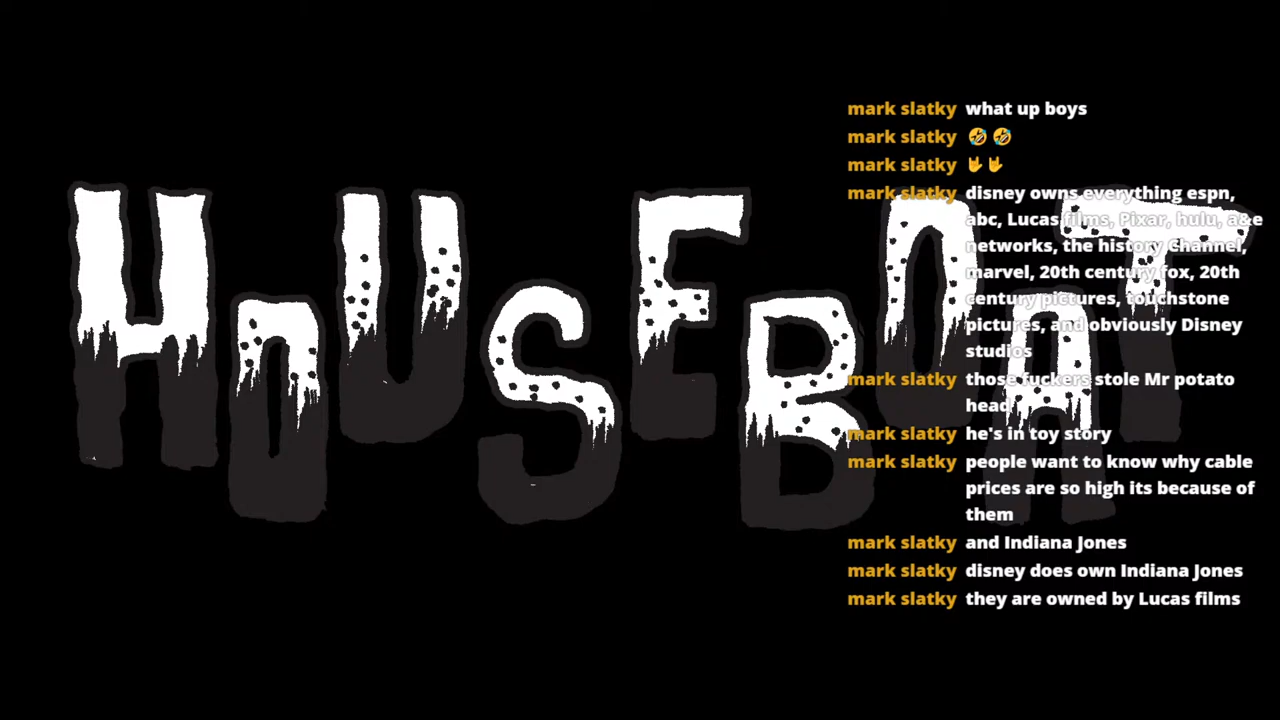 HOUSEBOAT
mark slatky what up boys
mark slatky 🤣 🤣
mark slatky 🤟 🤟
mark slatky disney owns everything espn,
abc, Lucas films, Pixar, hulu, a&e
networks, the history Channel,
marvel, 20th century fox, 20th
century pictures, touchstone
pictures, and obviously Disney
studios
mark slatky those fuckers stole Mr potato
head
mark slatky he's in toy story
mark slatky people want to know why cable
prices are so high its because of
them
mark slatky and Indiana Jones
mark slatky disney does own Indiana Jones
mark slatky they are owned by Lucas films